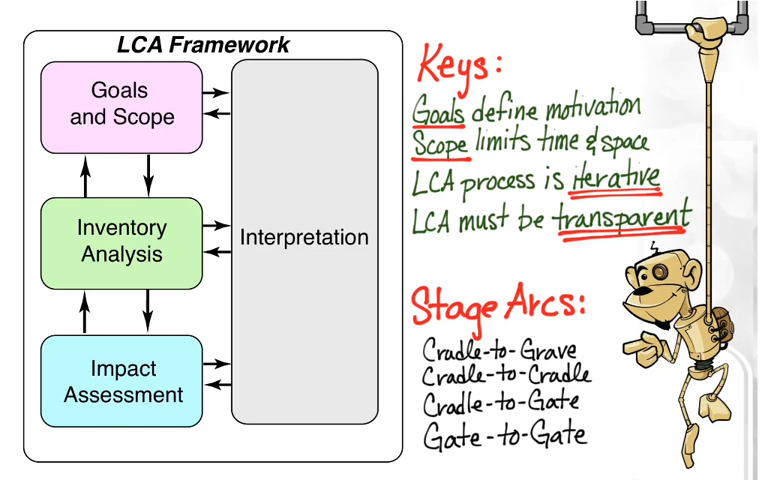 LCA Framework
Goals
and Scope
Inventory
Analysis
Impact
Assessment
Interpretation
Keys:
Goals define motivation
Scope limits time & space
LCA process is iterative
LCA must be transparent
Stage Arcs:
Cradle-to-Grave
Cradle-to-Cradle
Cradle-to-Gate
Gate-to-Gate